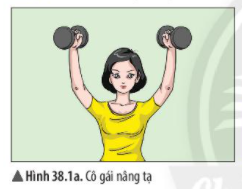 ▲ Hình 38.1a. Cô gái nâng tạ